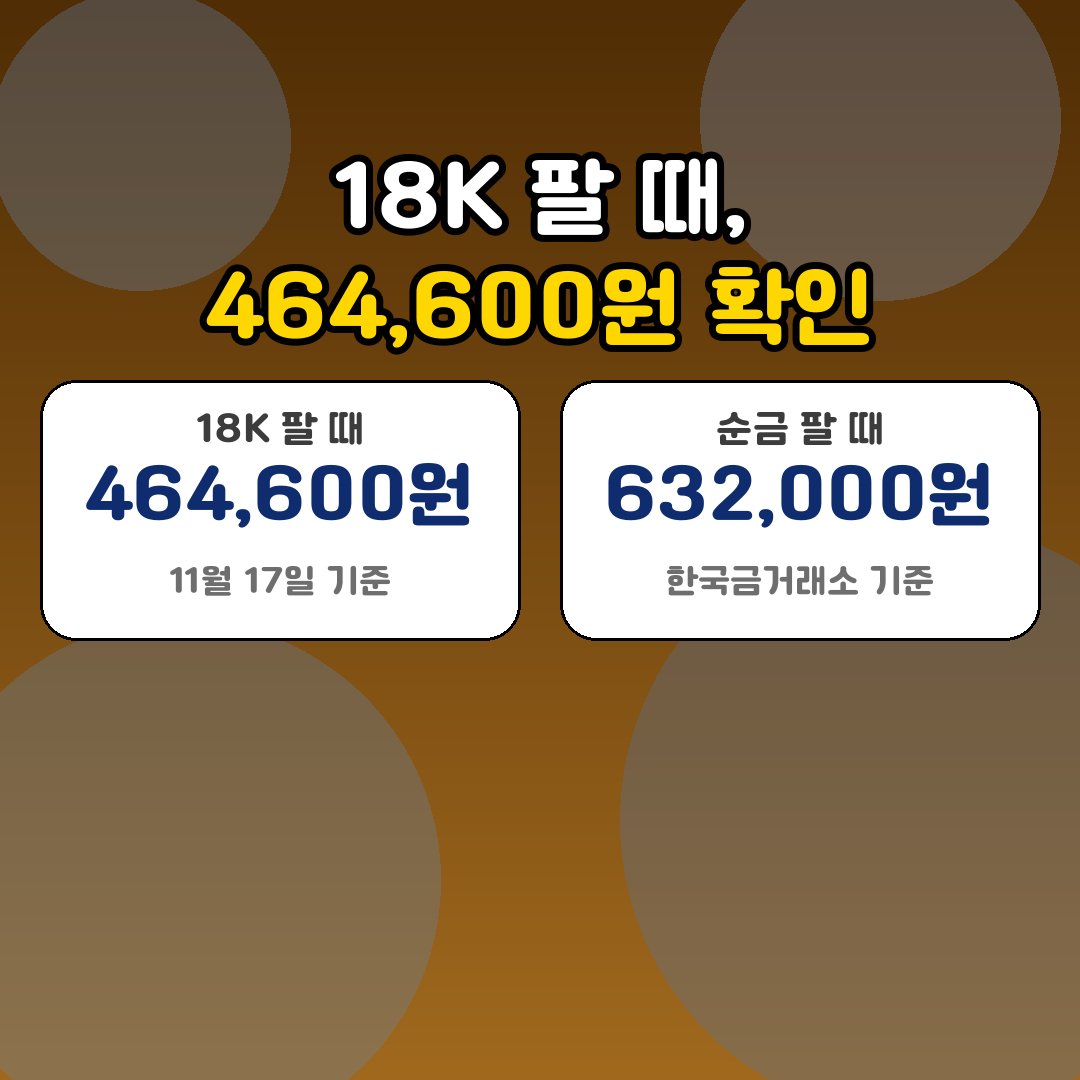 18K 팔 때,
464,600원 확인
18K 팔 때
464,600원
11월 17일 기준
순금 팔 때
632,000원
한국금거래소 기준